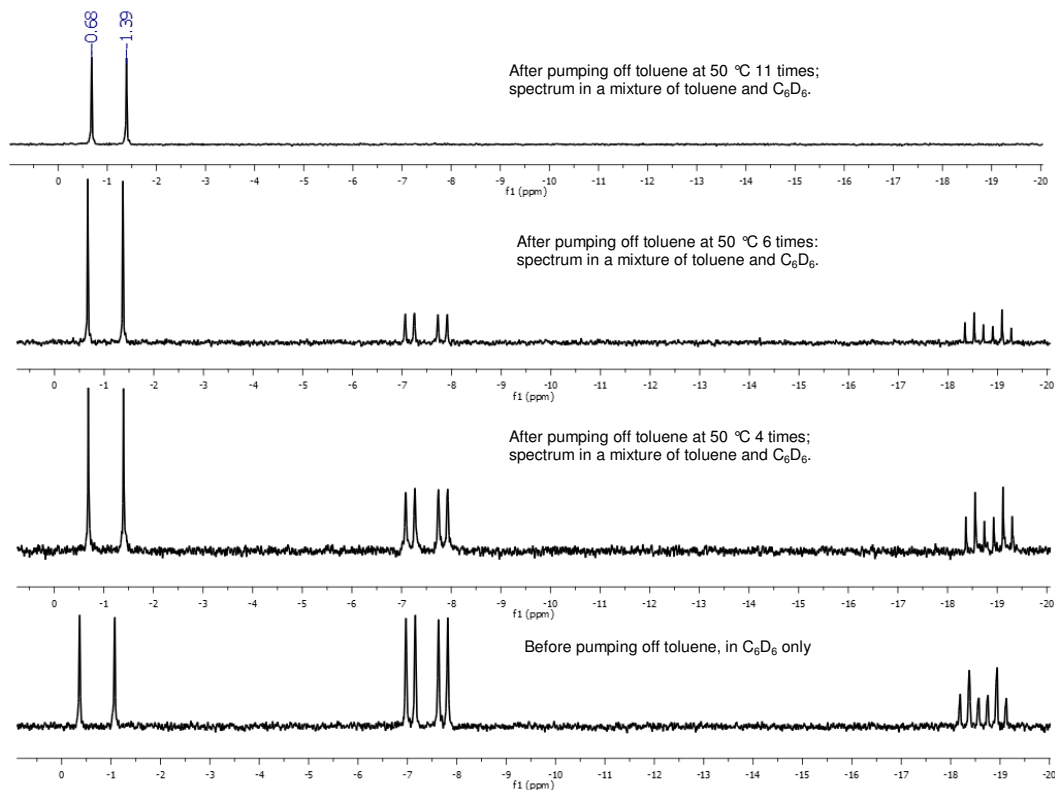 -0.68
-1.39
After pumping off toluene at 50 °C 11 times;
spectrum in a mixture of toluene and C₆D₆.
0 -1 -2 -3 -4 -5 -6 -7 -8 -9 -10 -11 -12 -13 -14 -15 -16 -17 -18 -19 -20
f1 (ppm)
After pumping off toluene at 50 °C 6 times:
spectrum in a mixture of toluene and C₆D₆.
0 -1 -2 -3 -4 -5 -6 -7 -8 -9 -10 -11 -12 -13 -14 -15 -16 -17 -18 -19 -20
f1 (ppm)
After pumping off toluene at 50 °C 4 times;
spectrum in a mixture of toluene and C₆D₆.
0 -1 -2 -3 -4 -5 -6 -7 -8 -9 -10 -11 -12 -13 -14 -15 -16 -17 -18 -19 -20
f1 (ppm)
Before pumping off toluene, in C₆D₆ only
0 -1 -2 -3 -4 -5 -6 -7 -8 -9 -10 -11 -12 -13 -14 -15 -16 -17 -18 -19 -20
f1 (ppm)